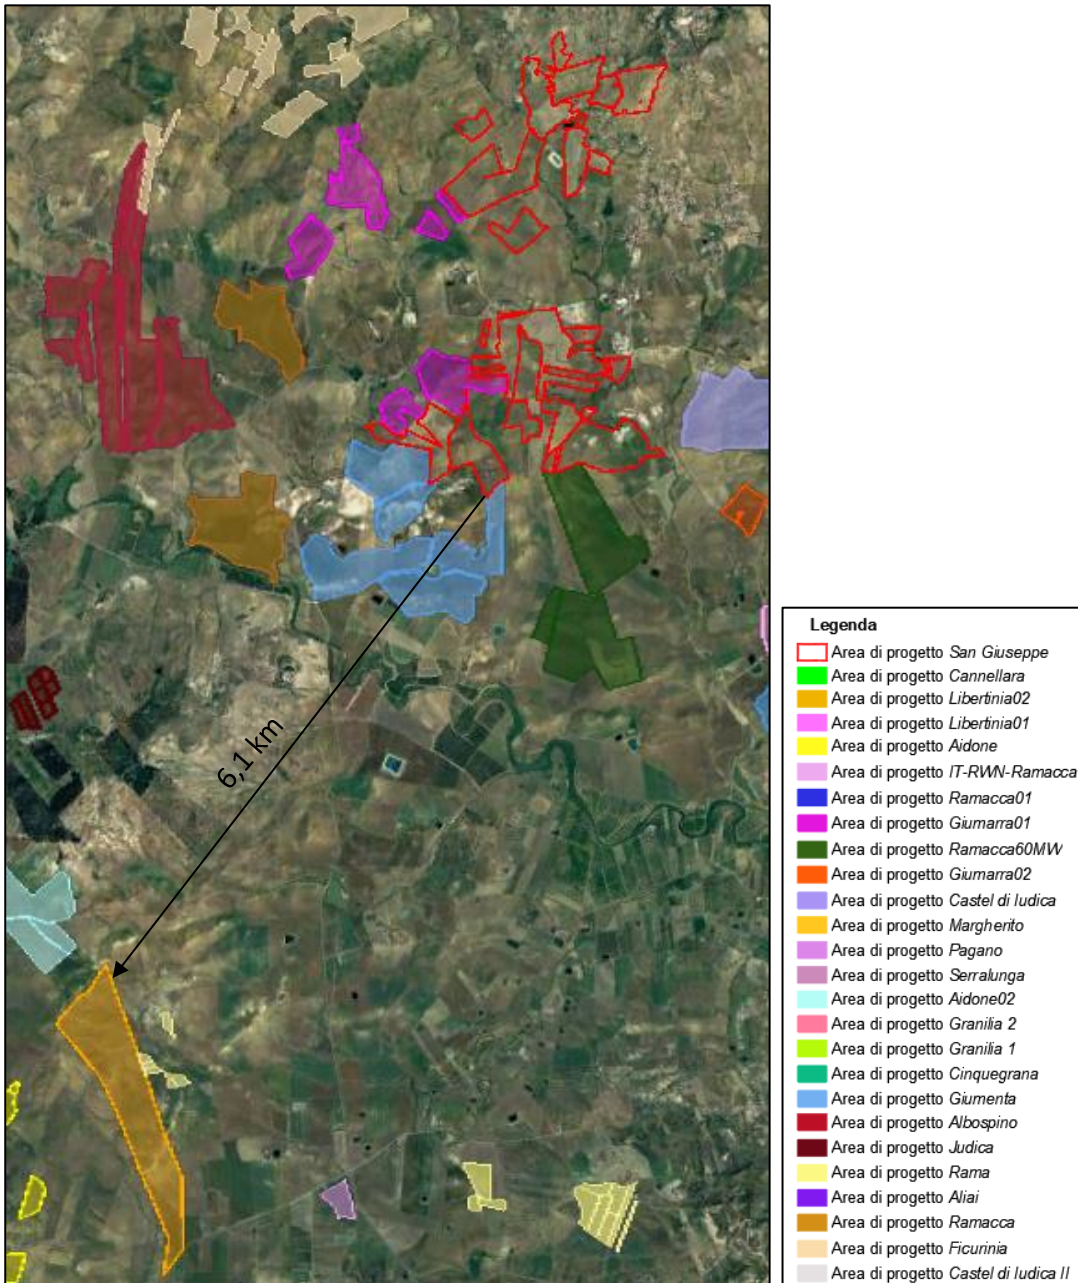 6,1 km
Legenda
Area di progetto San Giuseppe
Area di progetto Cannellara
Area di progetto Libertinia02
Area di progetto Libertinia01
Area di progetto Aidone
Area di progetto IT-RWN-Ramacca
Area di progetto Ramacca01
Area di progetto Giumarra01
Area di progetto Ramacca60MW
Area di progetto Giumarra02
Area di progetto Castel di Iudica
Area di progetto Margherito
Area di progetto Pagano
Area di progetto Serralunga
Area di progetto Aidone02
Area di progetto Granilia 2
Area di progetto Granilia 1
Area di progetto Cinquegrana
Area di progetto Giumenta
Area di progetto Albospino
Area di progetto Judica
Area di progetto Rama
Area di progetto Aliai
Area di progetto Ramacca
Area di progetto Ficurinia
Area di progetto Castel di Iudica II